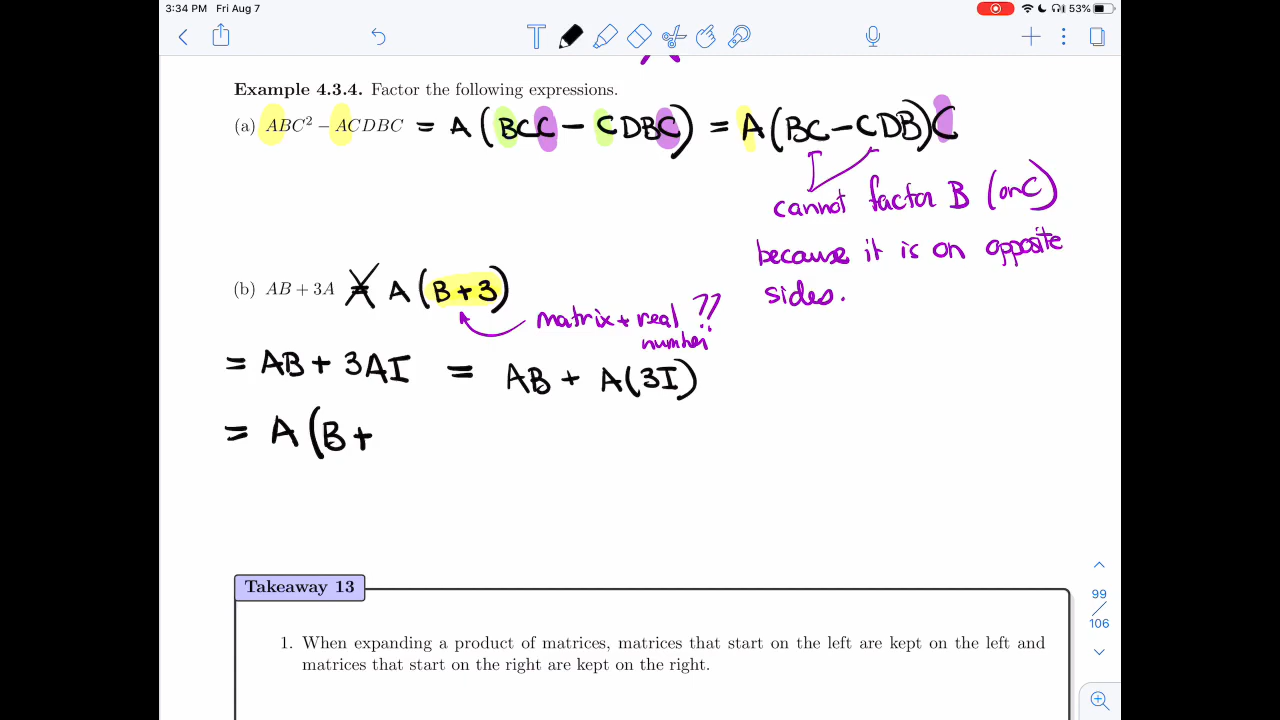 3:34 PM Fri Aug 7
53%
T
Example 4.3.4. Factor the following expressions.
(a) ABC² − ACDBC = A (BCC − CDBC) = A (BC − CDB) C
cannot factor B (or C)
because it is on opposite
sides.
(b) AB + 3A = A (B + 3)
matrix + real ??
number
= AB + 3AI = AB + A(3I)
= A (B +
99
106
Takeaway 13
1. When expanding a product of matrices, matrices that start on the left are kept on the left and
matrices that start on the right are kept on the right.